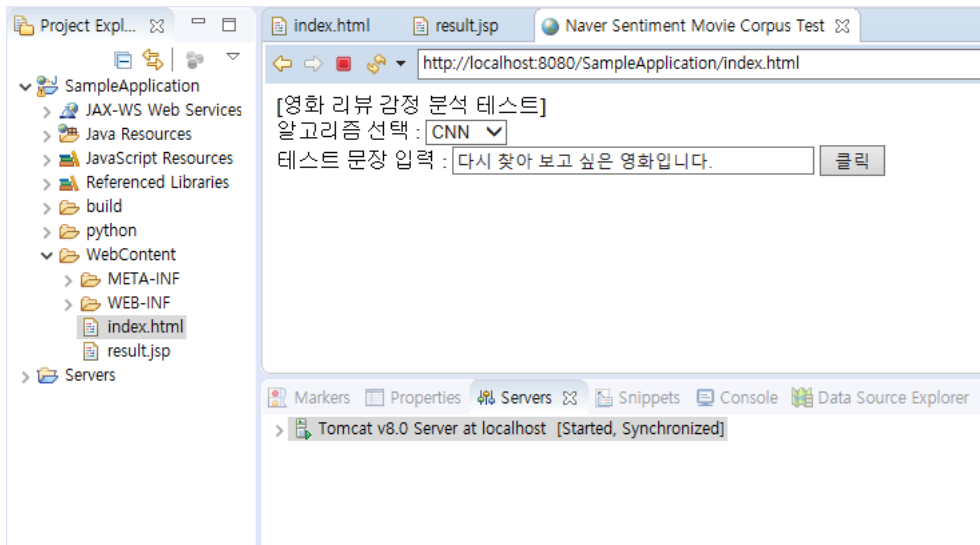 Project Expl...
SampleApplication
JAX-WS Web Services
Java Resources
JavaScript Resources
Referenced Libraries
build
python
WebContent
META-INF
WEB-INF
index.html
result.jsp
Servers
index.html result.jsp Naver Sentiment Movie Corpus Test
http://localhost:8080/SampleApplication/index.html
[영화 리뷰 감정 분석 테스트]
알고리즘 선택 : CNN
테스트 문장 입력 : 다시 찾아 보고 싶은 영화입니다. 클릭
Markers Properties Servers Snippets Console Data Source Explorer
Tomcat v8.0 Server at localhost [Started, Synchronized]